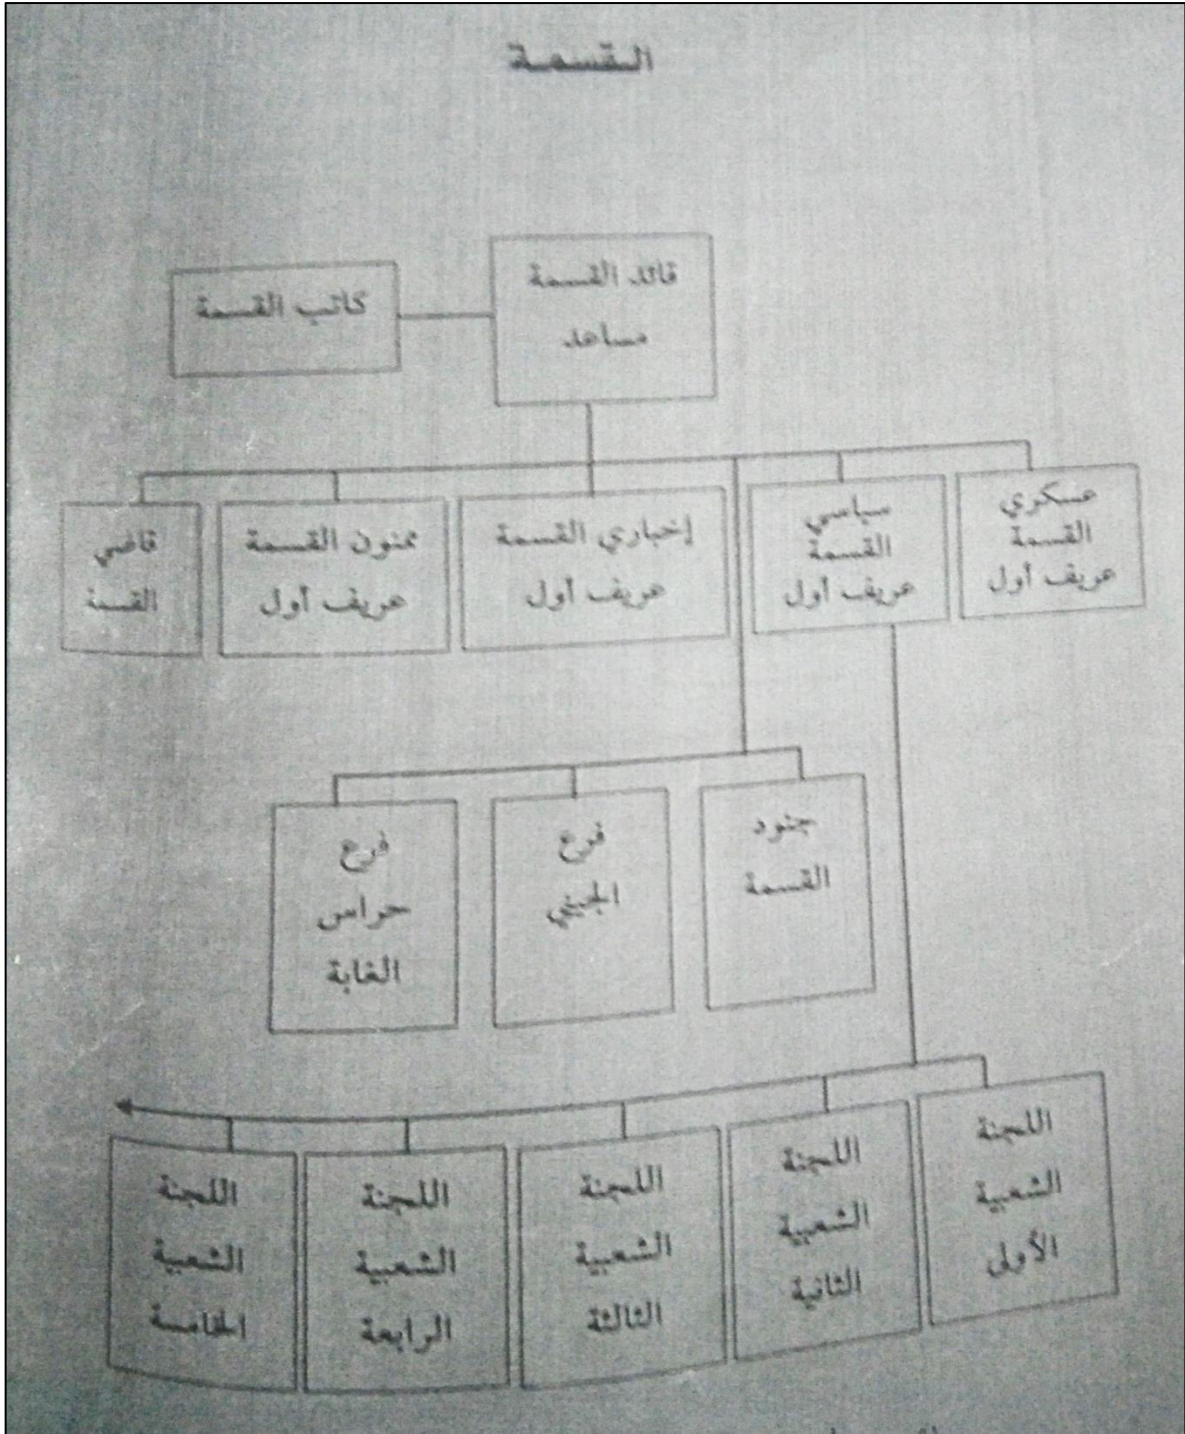 القسمة
قائد القسمة
مساعد
كاتب القسمة
عسكري
القسمة
عريف أول
سياسي
القسمة
عريف أول
إخباري القسمة
عريف أول
ممنون القسمة
عريف أول
قاضي
القسمة
جنود
القسمة
فرع
فرع
حراس
الغابة
اللجنة
الشعبية
الأولى
اللجنة
الشعبية
الثانية
اللجنة
الشعبية
الثالثة
اللجنة
الشعبية
الرابعة
اللجنة
الشعبية
الخامسة